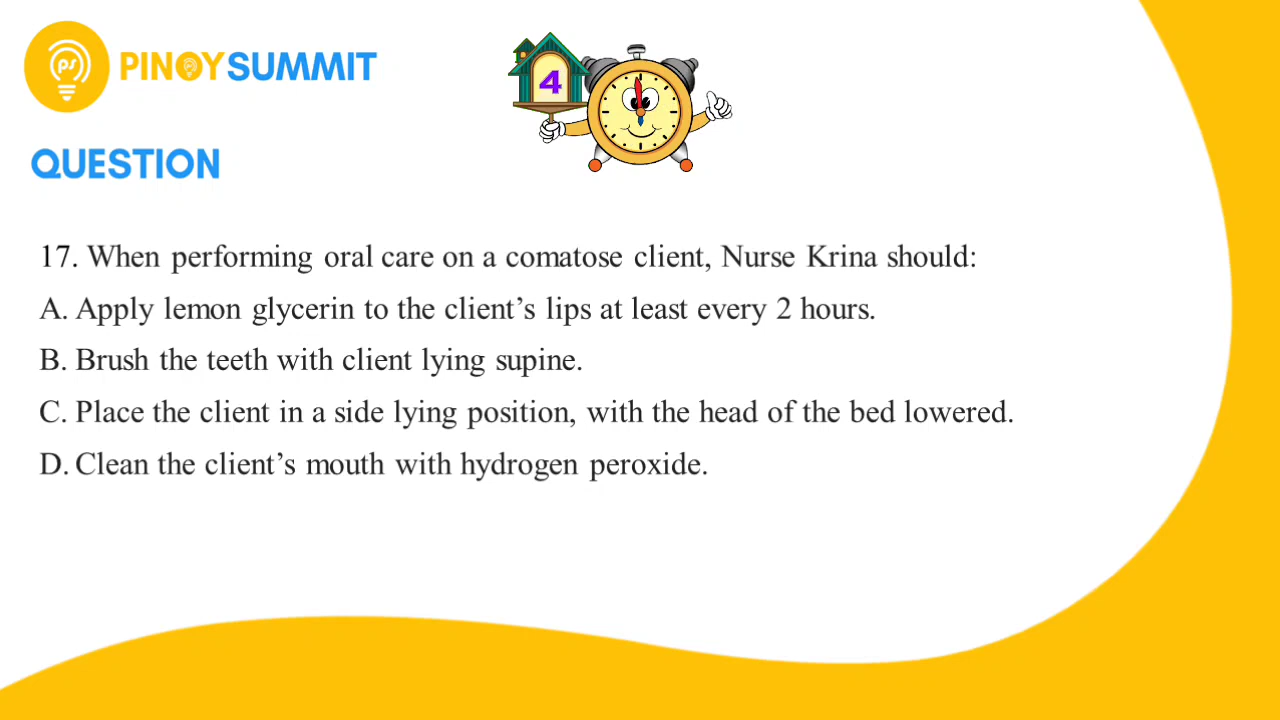 PINOYSUMMIT
4
QUESTION
17. When performing oral care on a comatose client, Nurse Krina should:
A. Apply lemon glycerin to the client’s lips at least every 2 hours.
B. Brush the teeth with client lying supine.
C. Place the client in a side lying position, with the head of the bed lowered.
D. Clean the client’s mouth with hydrogen peroxide.